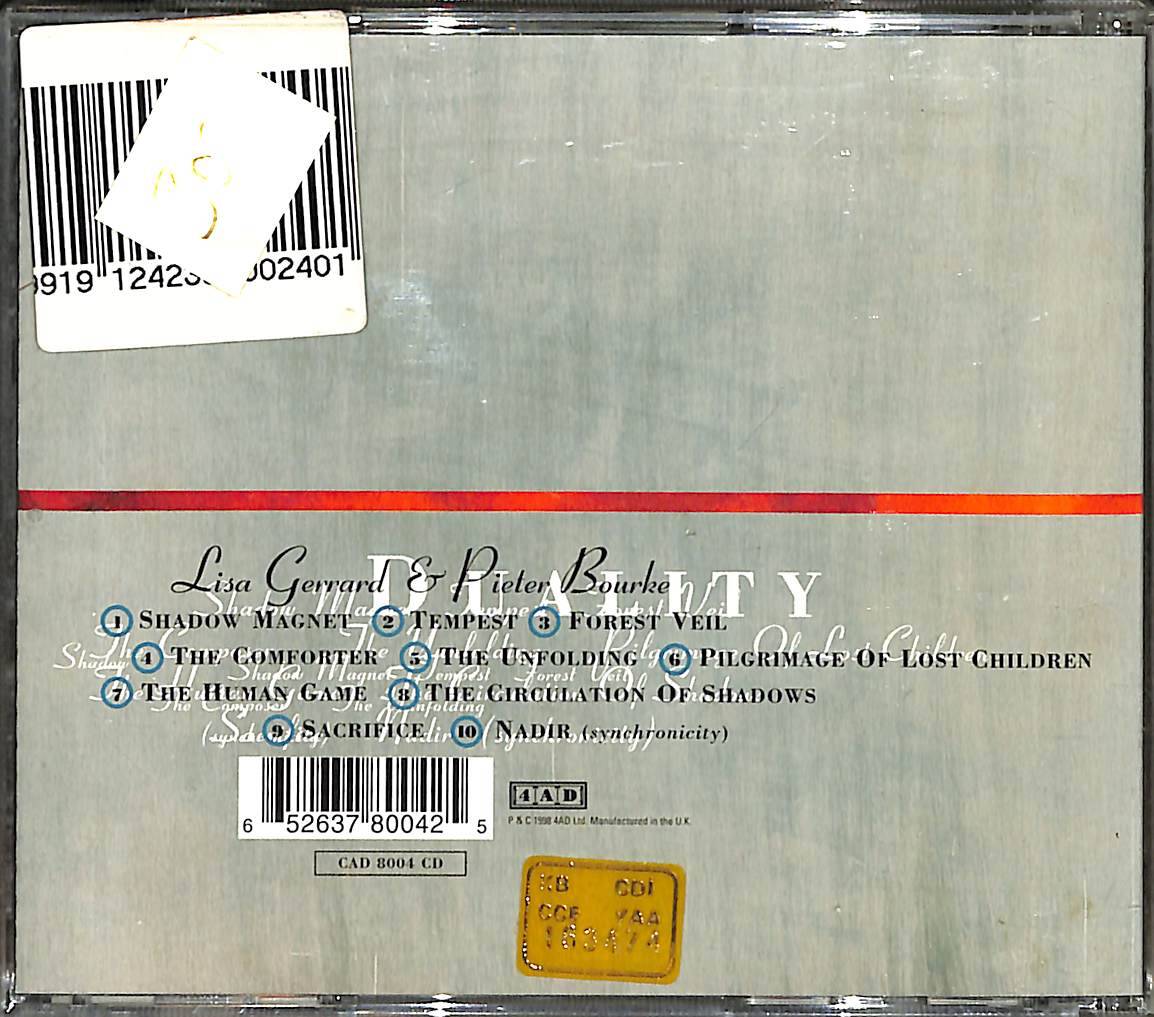 124
002401
DUALITY
Lisa Gerrard & Pieter Bourke
1 SHADOW MAGNET 2 TEMPEST 3 FOREST VEIL
4 THE COMFORTER 5 THE UNFOLDING 6 PILGRIMAGE OF LOST CHILDREN
7 THE HUMAN GAME 8 THE CIRCULATION OF SHADOWS
9 SACRIFICE 10 NADIR (synchronicity)
6 52637 80042 5
4AD
P & C 1998 4AD Ltd. Manufactured in the U.K.
CAD 8004 CD
KB CDI
CCE YAA
163474